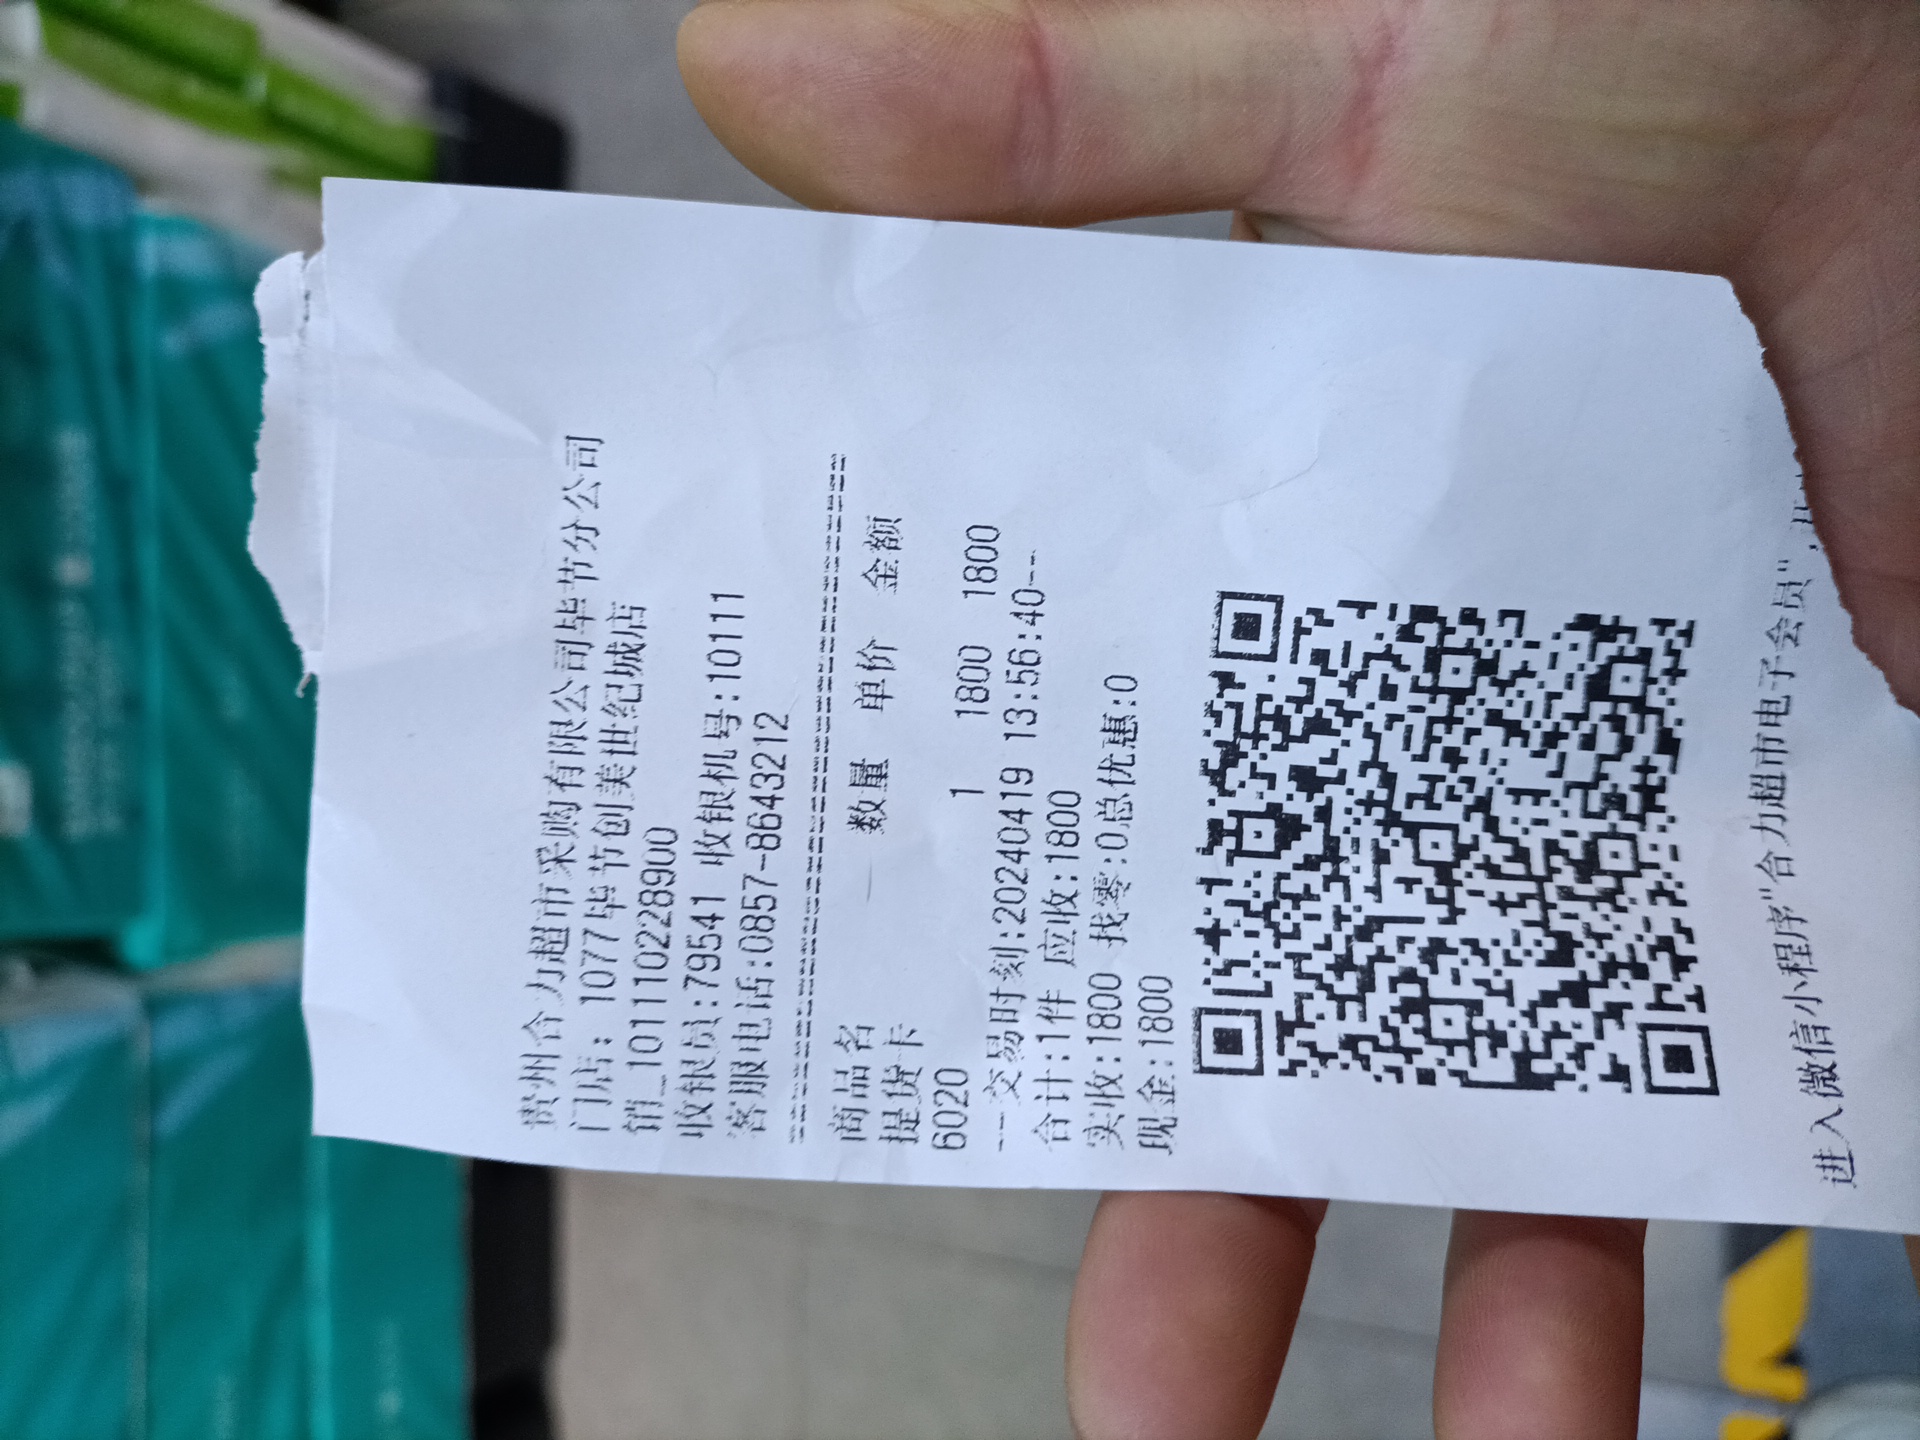 贵州合力超市采购有限公司毕节分公司
门店: 1077毕节创美世纪城店
销_1011102289​00
收银员:79541 收银机号:10111
客服电话:0857-8643212
商品名 数量 单价 金额
提货卡
6020 1 1800 1800
---交易时刻:20240419 13:56:40---
合计:1件 应收:1800
实收:1800 找零:0总优惠:0
现金:1800
进入微信小程序"合力超市电子会员",